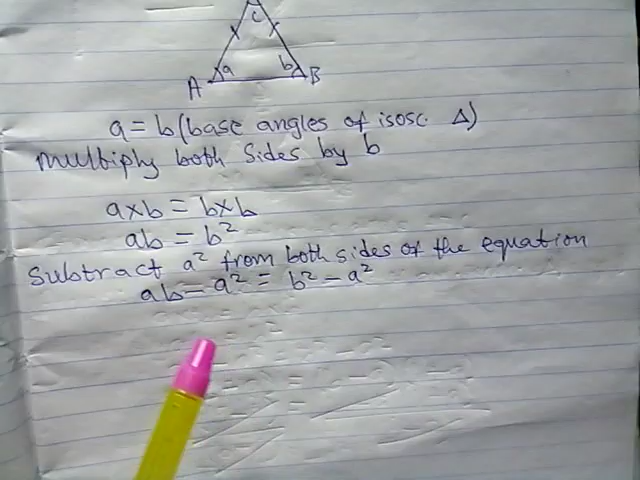 C
a b
A B
a = b (base angles of isosc. Δ)
Multiply both sides by b
a×b = b×b
ab = b²
Subtract a² from both sides of the equation
ab = a² = b² - a²